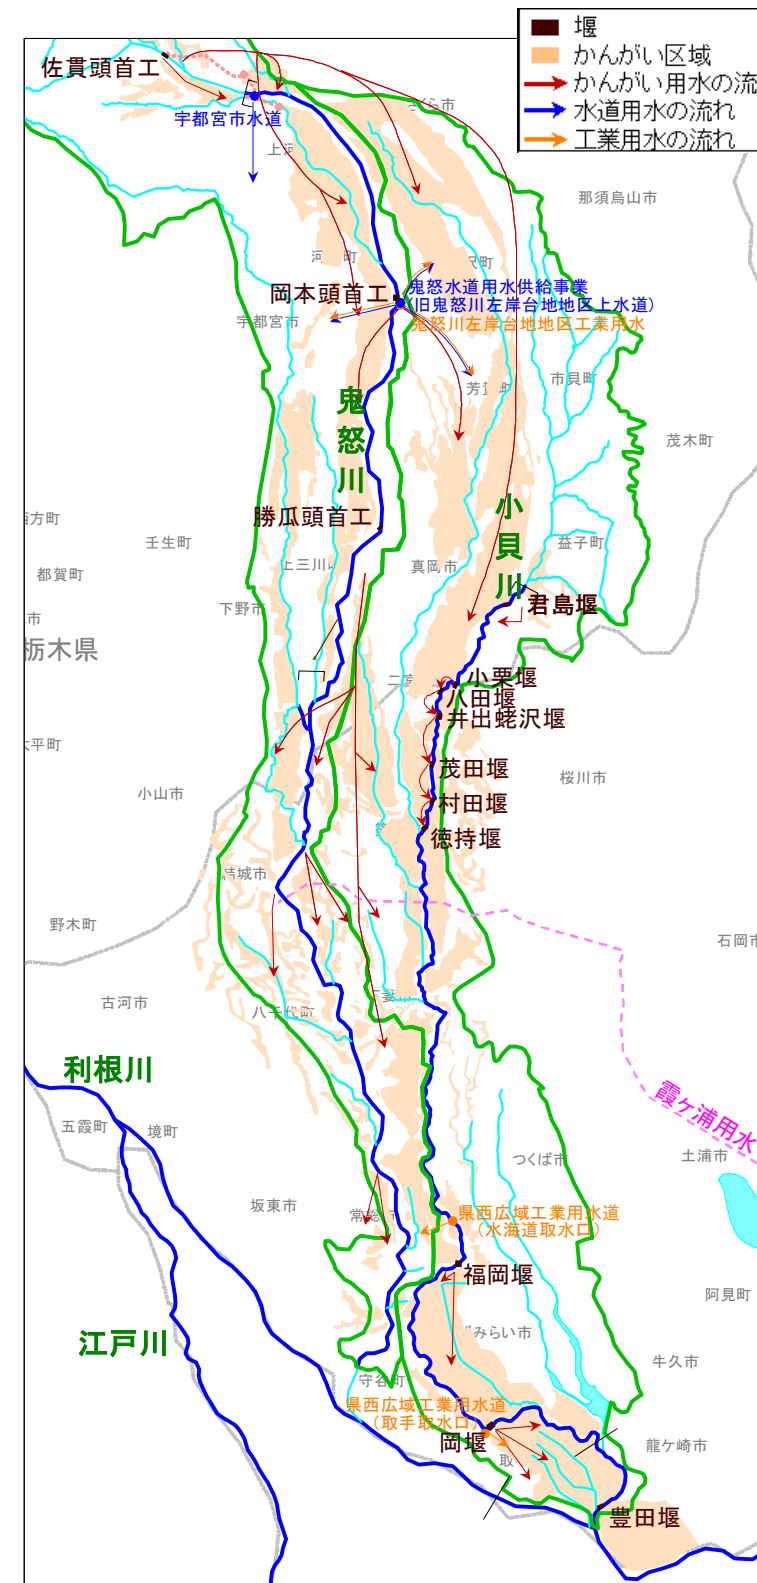 堰
かんがい区域
かんがい用水の流
水道用水の流れ
工業用水の流れ
佐貫頭首工
宇都宮市水道
さくら市
上河
那須烏山市
河
町
沢町
岡本頭首工
鬼怒水道用水供給事業
(旧鬼怒川左岸台地地区上水道)
鬼怒川左岸台地地区工業用水
宇都宮市
芳賀町
市貝町
鬼怒川
茂木町
勝瓜頭首工
小貝川
方町
壬生町
益子町
上三川
真岡市
都賀町
下野市
君島堰
市
栃木県
二宮
小栗堰
八田堰
井出蛯沢堰
大平町
茂田堰
桜川市
小山市
村田堰
徳持堰
結城市
野木町
石岡市
古河市
八千代町
下妻
利根川
霞ヶ浦用水
五霞町
境町
つくば市
土浦市
坂東市
常総市
県西広域工業用水道
(水海道取水口)
福岡堰
阿見町
みらい市
江戸川
牛久市
守谷町
県西広域工業用水道
(取手取水口)
岡堰
取
龍ケ崎市
豊田堰